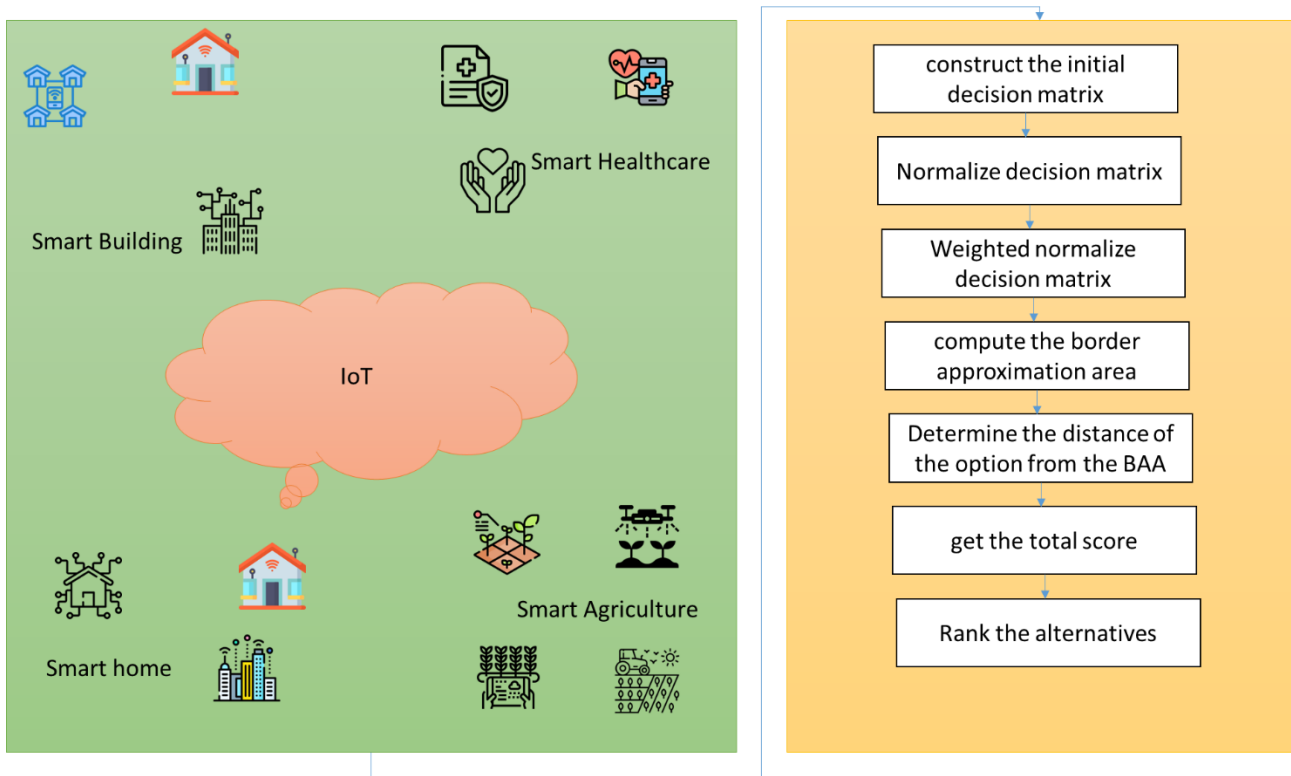 Smart Healthcare
Smart Building
IoT
Smart Agriculture
Smart home
construct the initial
decision matrix
Normalize decision matrix
Weighted normalize
decision matrix
compute the border
approximation area
Determine the distance of
the option from the BAA
get the total score
Rank the alternatives